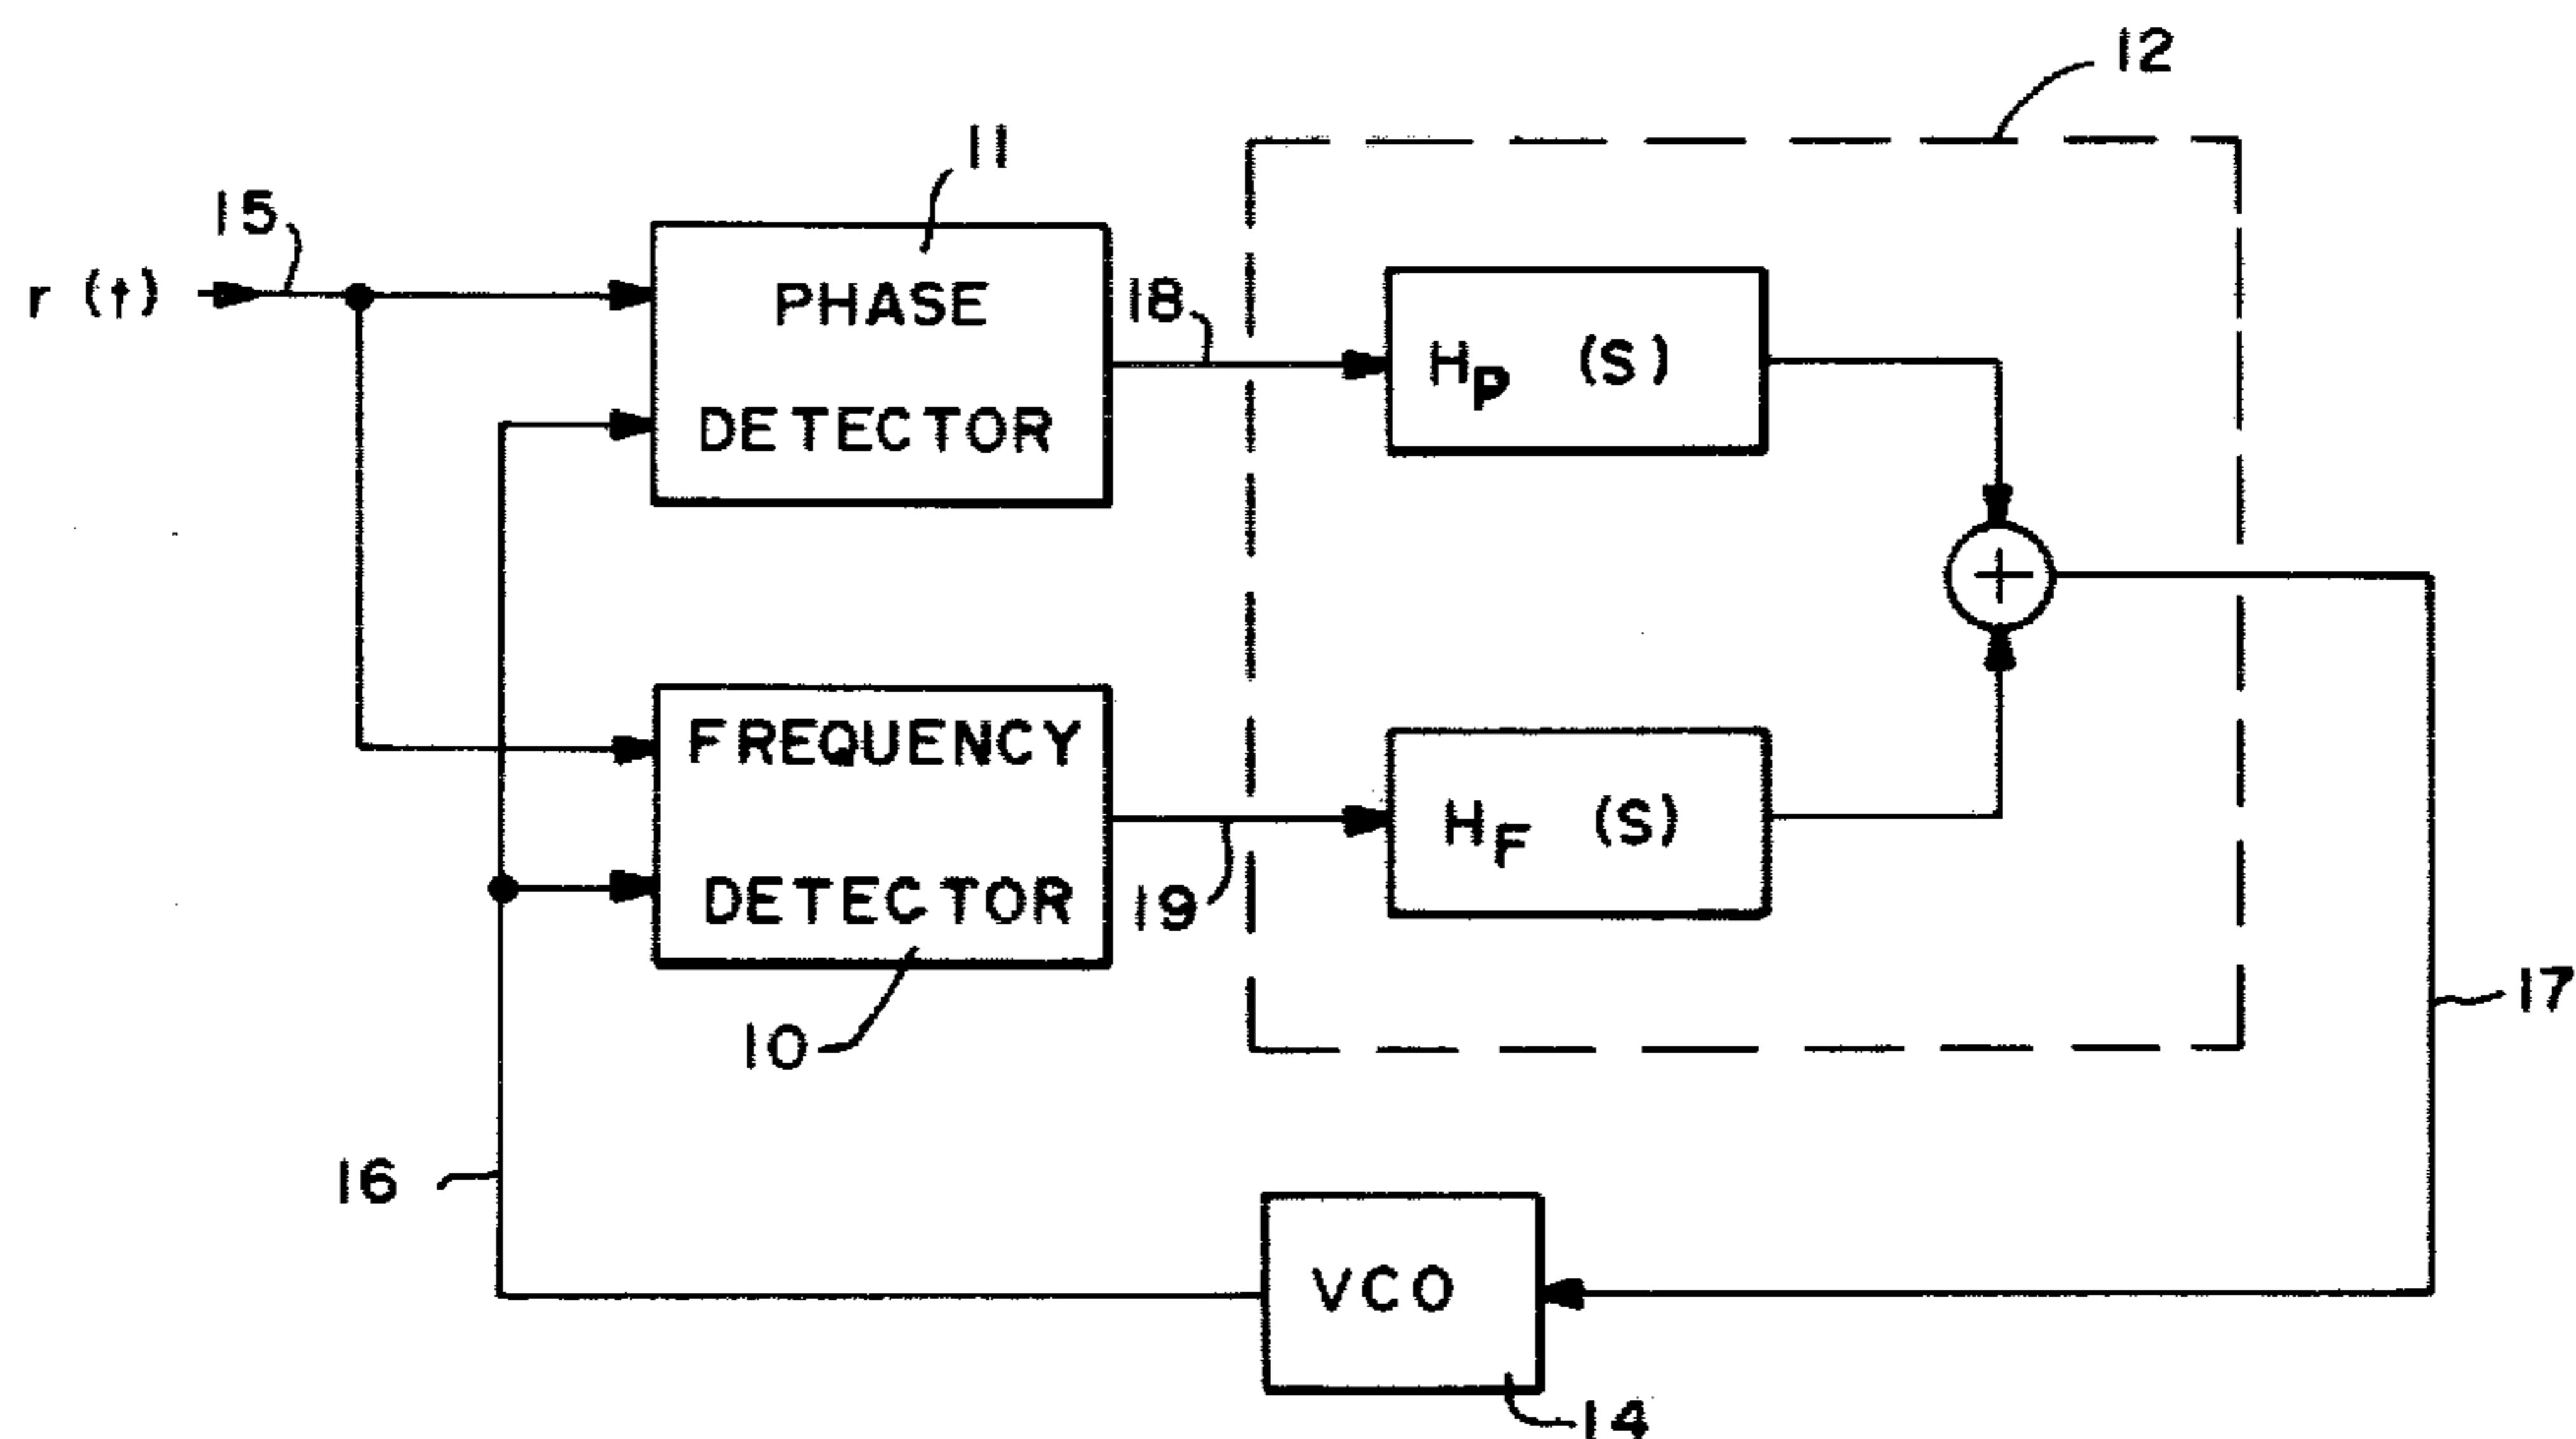 12
11
15
r (t)
PHASE
DETECTOR
18
H_P (S)
+
FREQUENCY
DETECTOR
19
H_F (S)
10
17
16
VCO
14